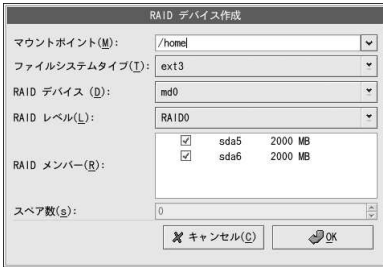 RAID デバイス作成
マウントポイント(M): /home
ファイルシステムタイプ(T): ext3
RAID デバイス (D): md0
RAID レベル(L): RAID0
RAID メンバー(R):
sda5 2000 MB
sda6 2000 MB
スペア数(s): 0
キャンセル(C) OK